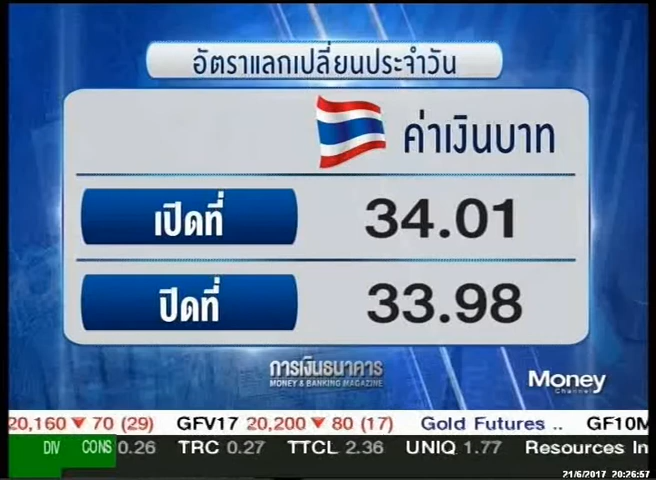 อัตราแลกเปลี่ยนประจำวัน
ค่าเงินบาท
เปิดที่ 34.01
ปิดที่ 33.98
การเงินธนาคาร
MONEY & BANKING MAGAZINE
Money
Channel
20,160 ▼ 70 (29) GFV17 20,200 ▼ 80 (17) Gold Futures .. GF10M
DIV CONS 0.26 TRC 0.27 TTCL 2.36 UNIQ 1.77 Resources In
21/6/2017 20:26:57